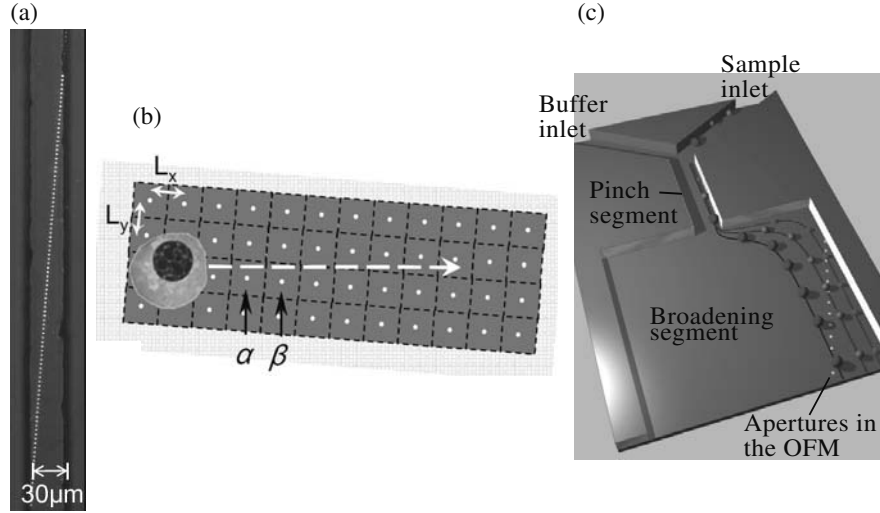 (a)
30μm
(b)
Lx
Ly
α
β
(c)
Sample
inlet
Buffer
inlet
Pinch
segment
Broadening
segment
Apertures in
the OFM